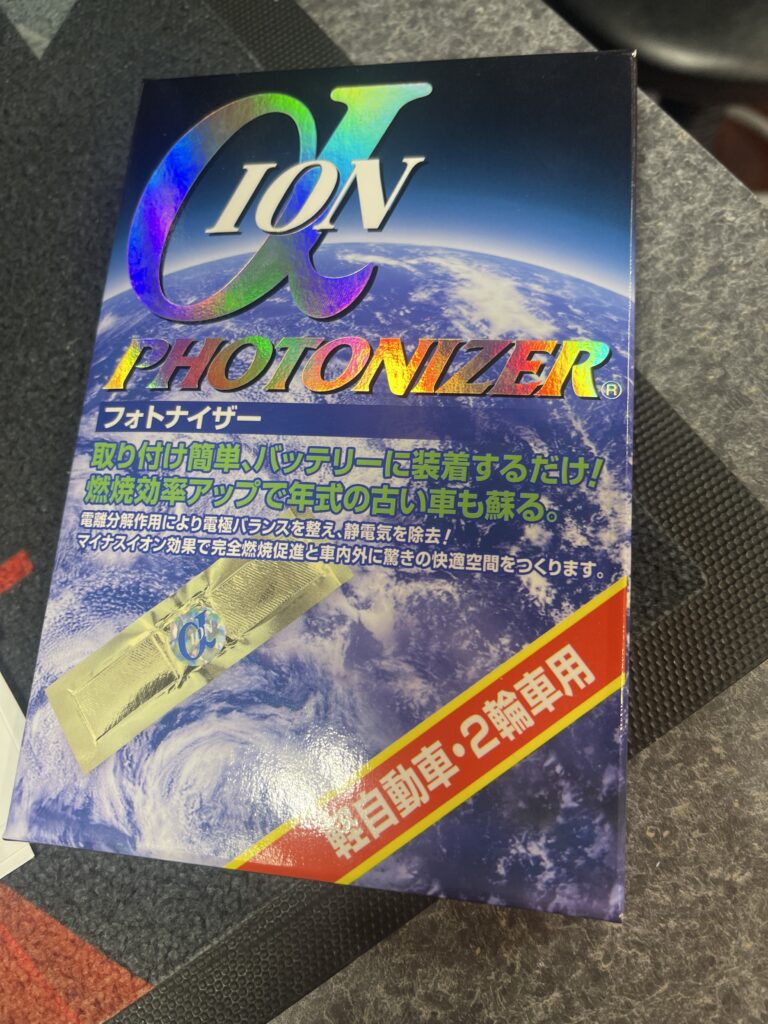 α ION
PHOTONIZER®
フォトナイザー
取り付け簡単、バッテリーに装着するだけ!
燃焼効率アップで年式の古い車も蘇る。
電離分解作用により電極バランスを整え、静電気を除去!
マイナスイオン効果で完全燃焼促進と車内外に驚きの快適空間をつくります。
α
軽自動車・2輪車用